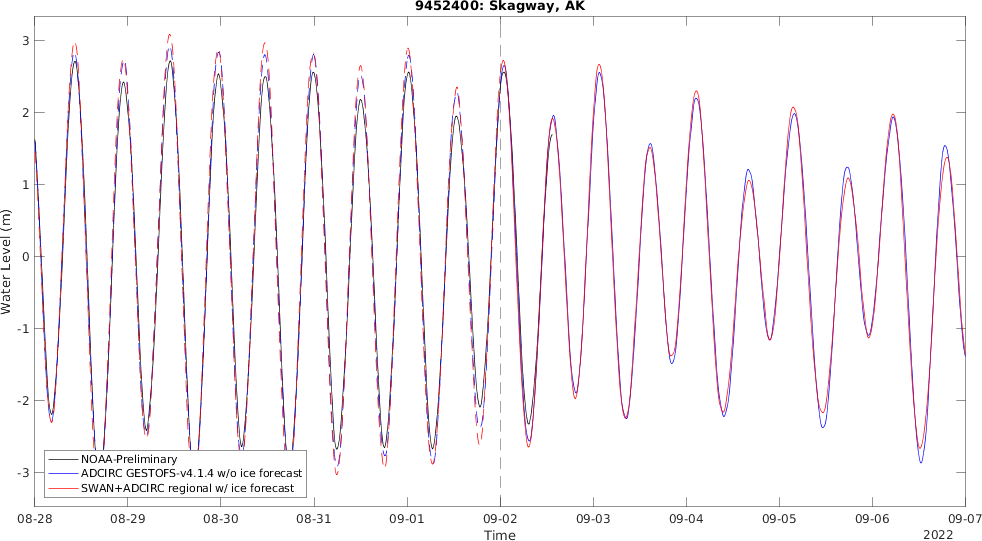 9452400: Skagway, AK
3
2
1
0
-1
-2
-3
Water Level (m)
NOAA-Preliminary
ADCIRC GESTOFS-v4.1.4 w/o ice forecast
SWAN+ADCIRC regional w/ ice forecast
08-28 08-29 08-30 08-31 09-01 09-02 09-03 09-04 09-05 09-06 09-07
Time
2022